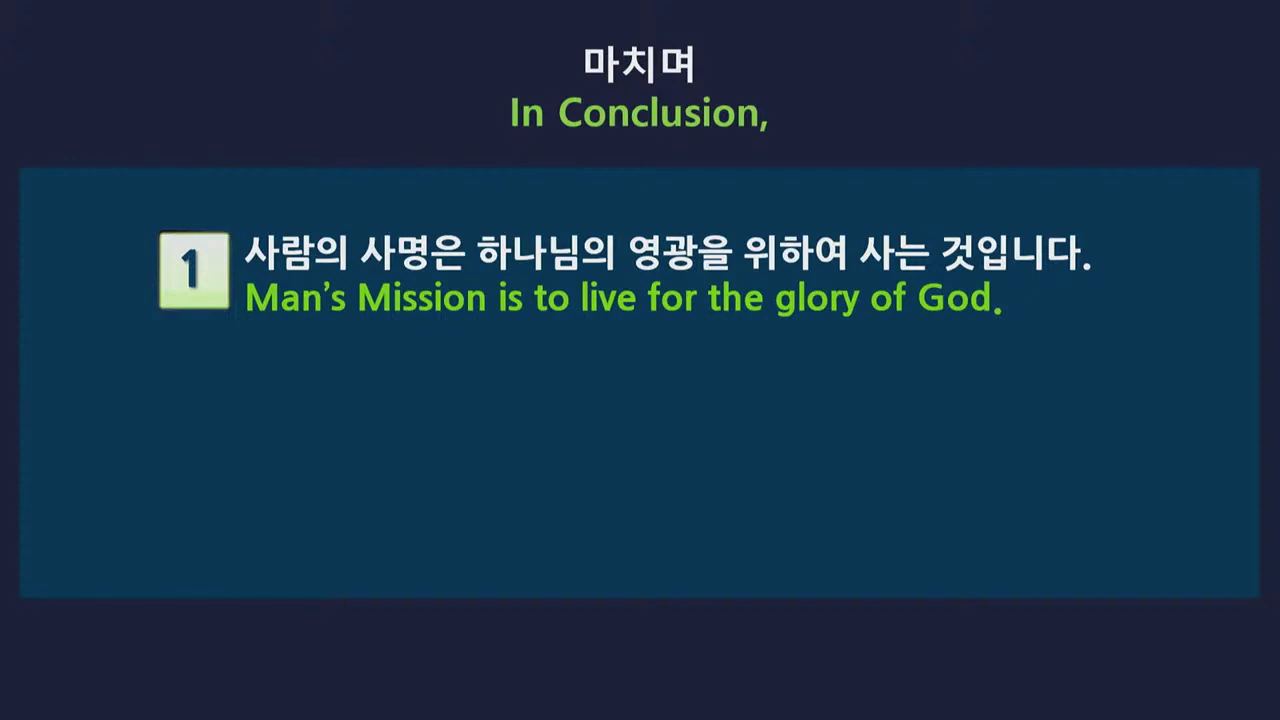 마치며
In Conclusion,
1
사람의 사명은 하나님의 영광을 위하여 사는 것입니다.
Man’s Mission is to live for the glory of God.